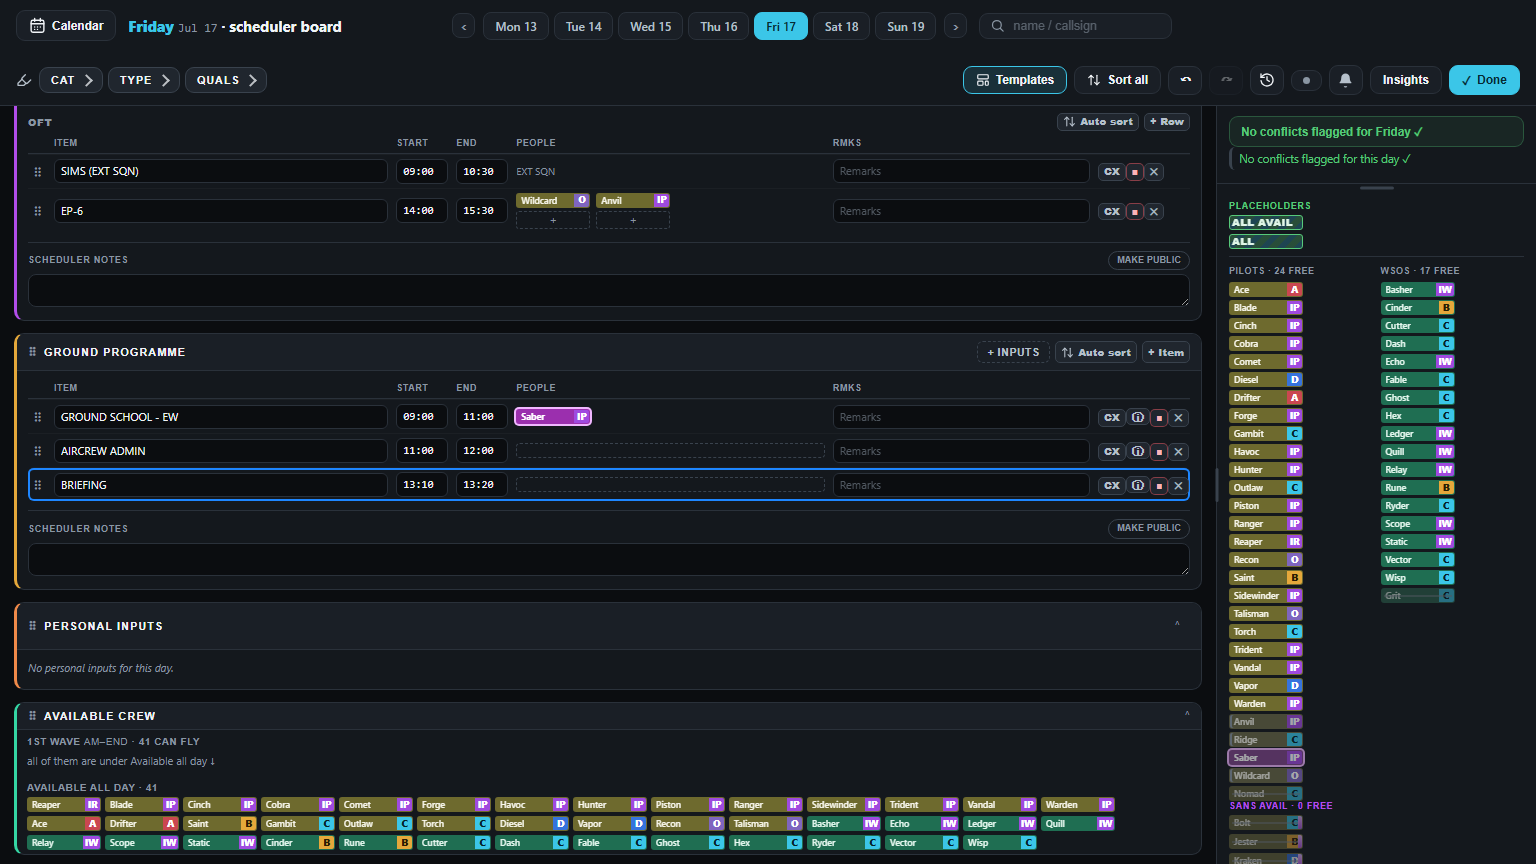 Calendar
Friday Jul 17 · scheduler board
‹ Mon 13 Tue 14 Wed 15 Thu 16 Fri 17 Sat 18 Sun 19 ›
name / callsign
CAT TYPE QUALS
Templates Sort all Insights ✓ Done
OFT Auto sort + Row
ITEM START END PEOPLE RMKS
SIMS (EXT SQN) 09:00 10:30 EXT SQN Remarks CX
EP-6 14:00 15:30 Wildcard O Anvil IP Remarks CX
+ +
SCHEDULER NOTES MAKE PUBLIC
GROUND PROGRAMME + INPUTS Auto sort + Item
ITEM START END PEOPLE RMKS
GROUND SCHOOL - EW 09:00 11:00 Saber IP Remarks CX
AIRCREW ADMIN 11:00 12:00 Remarks CX
BRIEFING 13:10 13:20 Remarks CX
SCHEDULER NOTES MAKE PUBLIC
PERSONAL INPUTS
No personal inputs for this day.
AVAILABLE CREW
1ST WAVE AM–END · 41 CAN FLY
all of them are under Available all day ↓
AVAILABLE ALL DAY · 41
Reaper IR Blade IP Cinch IP Cobra IP Comet IP Forge IP Havoc IP Hunter IP Piston IP Ranger IP Sidewinder IP Trident IP Vandal IP Warden IP
Ace A Drifter A Saint B Gambit C Outlaw C Torch C Diesel D Vapor D Recon O Talisman O Basher IW Echo IW Ledger IW Quill IW
Relay IW Scope IW Static IW Cinder B Rune B Cutter C Dash C Fable C Ghost C Hex C Ryder C Vector C Wisp C
No conflicts flagged for Friday ✓
No conflicts flagged for this day ✓
PLACEHOLDERS
ALL AVAIL
ALL
PILOTS · 24 FREE
Ace A
Blade IP
Cinch IP
Cobra IP
Comet IP
Diesel D
Drifter A
Forge IP
Gambit C
Havoc IP
Hunter IP
Outlaw C
Piston IP
Ranger IP
Reaper IR
Recon O
Saint B
Sidewinder IP
Talisman O
Torch C
Trident IP
Vandal IP
Vapor D
Warden IP
Anvil IP
Ridge C
Saber IP
Wildcard O
Nomad C
SANS AVAIL · 0 FREE
Bolt C
Jester B
Kraken D
WSOS · 17 FREE
Basher IW
Cinder B
Cutter C
Dash C
Echo IW
Fable C
Ghost C
Hex C
Ledger IW
Quill IW
Relay IW
Rune B
Ryder C
Scope IW
Static IW
Vector C
Wisp C
Grit C